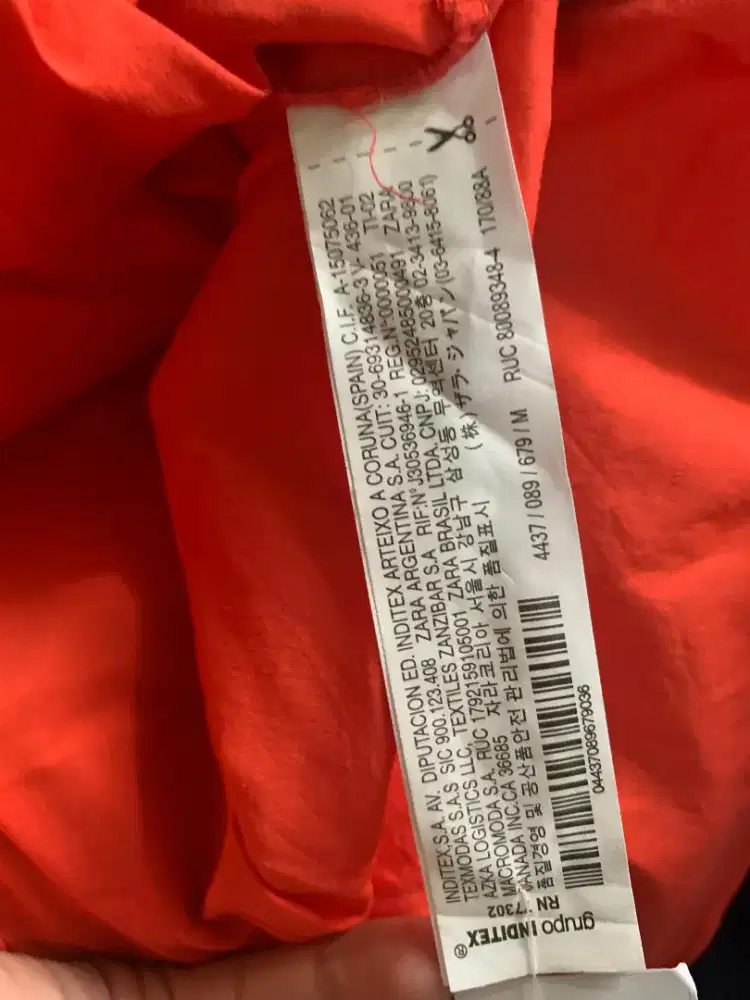 INDITEX,S.A. AV. DIPUTACION ED. INDITEX ARTEIXO A CORUNA(SPAIN) C.I.F. A-15075062
TEXMODAS S.A.S SIC 900.123.408 ZARA ARGENTINA S.A. CUIT: 30-69314836-3 V- 436-01
AZKA LOGISTICS LLC, TEXTILES ZANZIBAR S.A RIF:Nº J30536946-1 REG.Nº:0000051 TI-02
MACROMODA S.A. RUC 1792159105001 ZARA BRASIL LTDA. CNPJ: 02952485000491 ZARA
CANADA INC.CA 36685 자라코리아 서울시 강남구 삼성동 무역센터 20층 02-3413-9800
품질경영 및 공산품안전 관리법에 의한 품질표시 (株) ザラ・ジャパン(03-6415-8061)
RN 77302
4437 / 089 / 679 / M RUC 80089348-4 170/88A
04437089679036
grupo INDITEX®